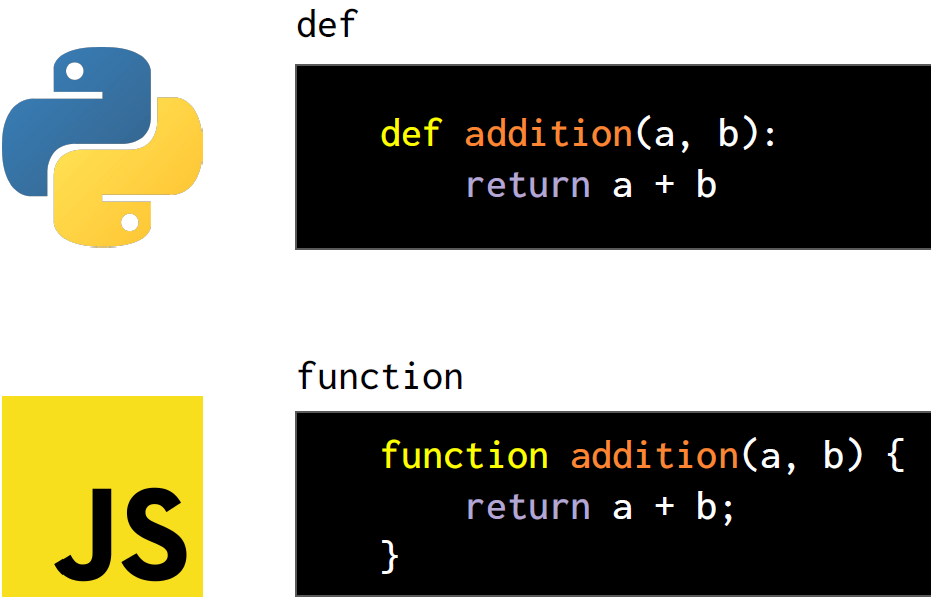 def
def addition(a, b):
    return a + b
function
function addition(a, b) {
    return a + b;
}
JS